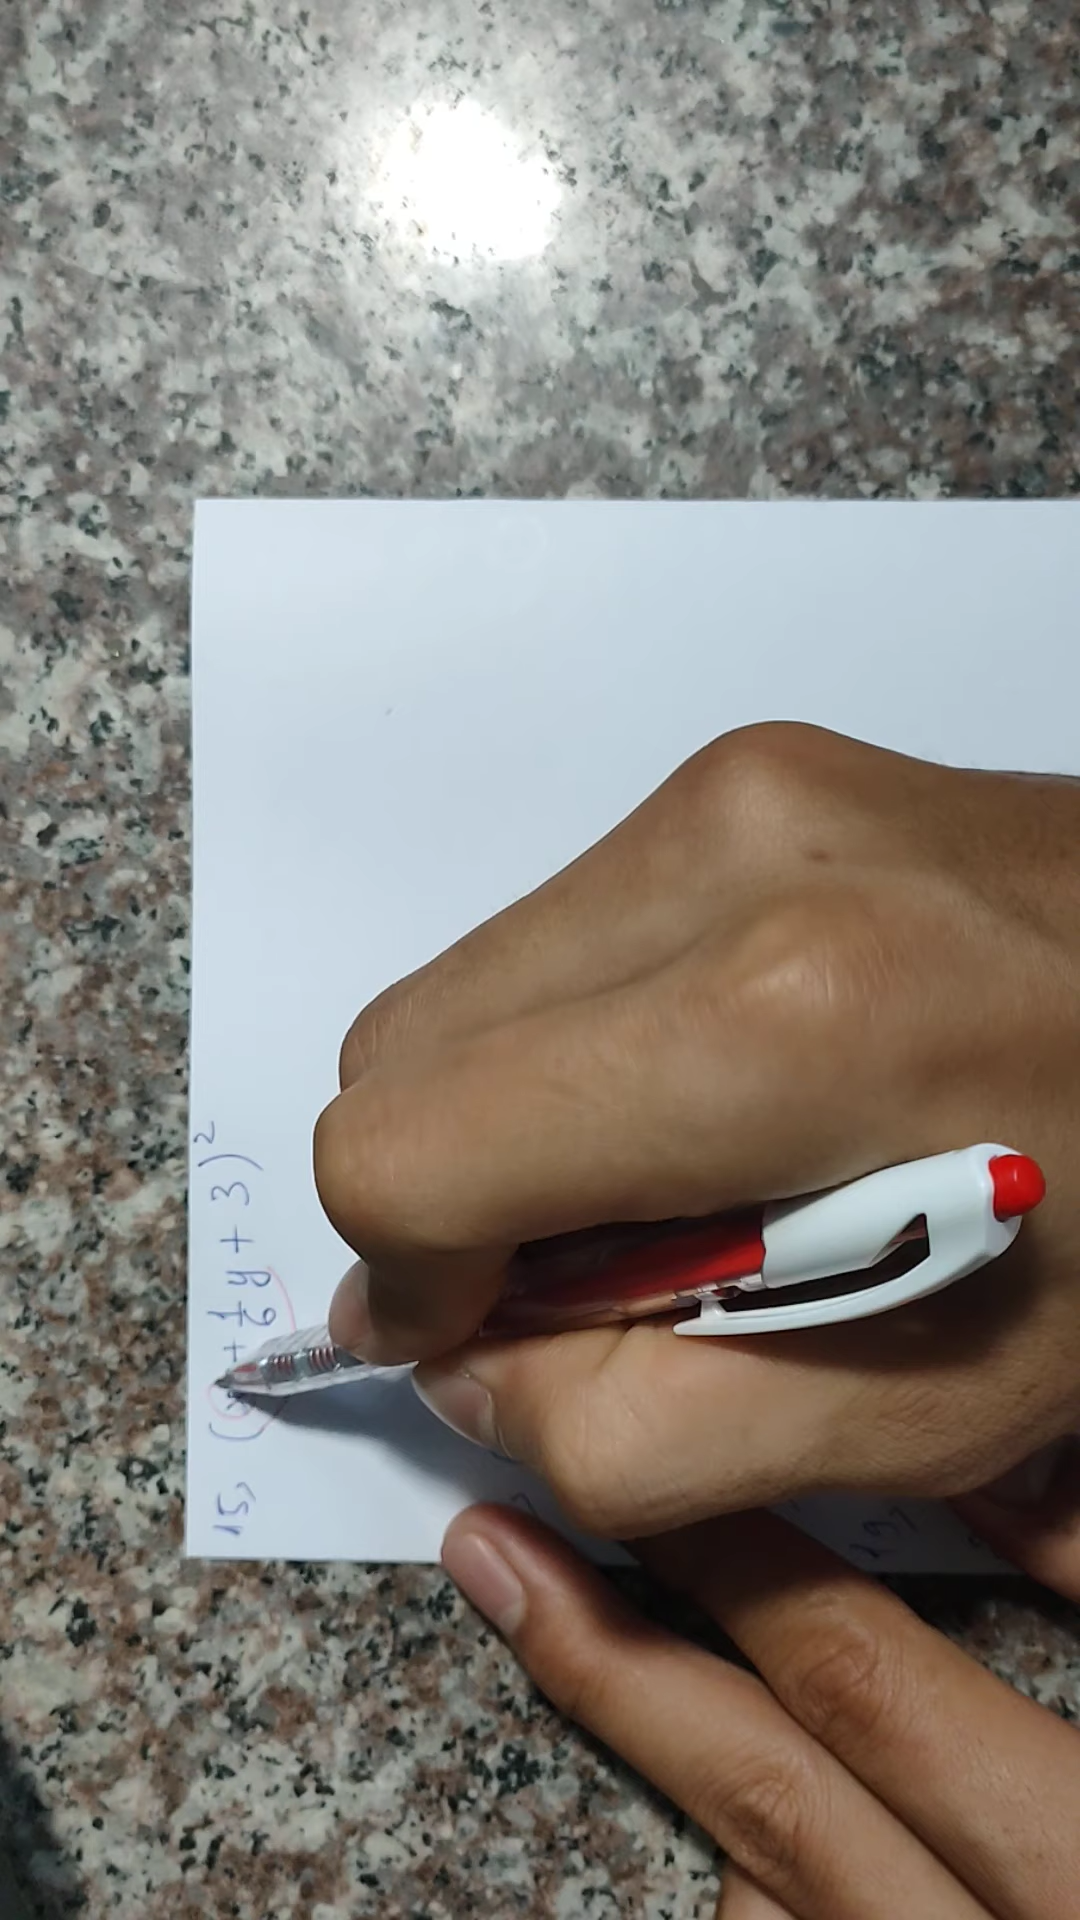 15, (x + 1/6 y + 3)²